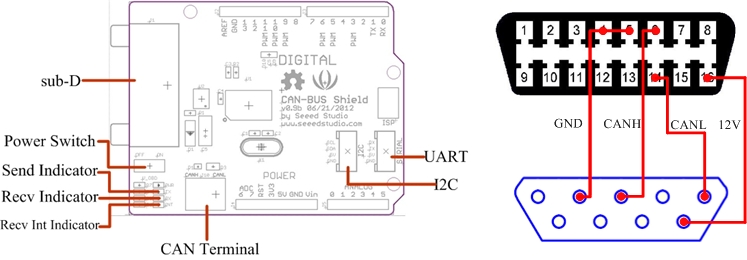 AREF
GND
13
12
PWM 11
PWM 10
PWM 9
8
7
PWM 6
PWM 5
4
PWM 3
2
TX 1
RX 0
DIGITAL
sub-D
CAN-BUS Shield
v0.9b 06/21/2012
by Seeed Studio
www.seeedstudio.com
ISP
Power Switch
OFF
ON
I2C
SERIAL
Send Indicator
UART
Recv Indicator
I2C
Recv Int Indicator
CANH
CANL
POWER
ADC
6
7
RST
3V3
5V
GND
Vin
ANALOG
0 1 2 3 4 5
CAN Terminal
1 2 3 4 5 6 7 8
9 10 11 12 13 14 15 16
GND
CANH
CANL
12V